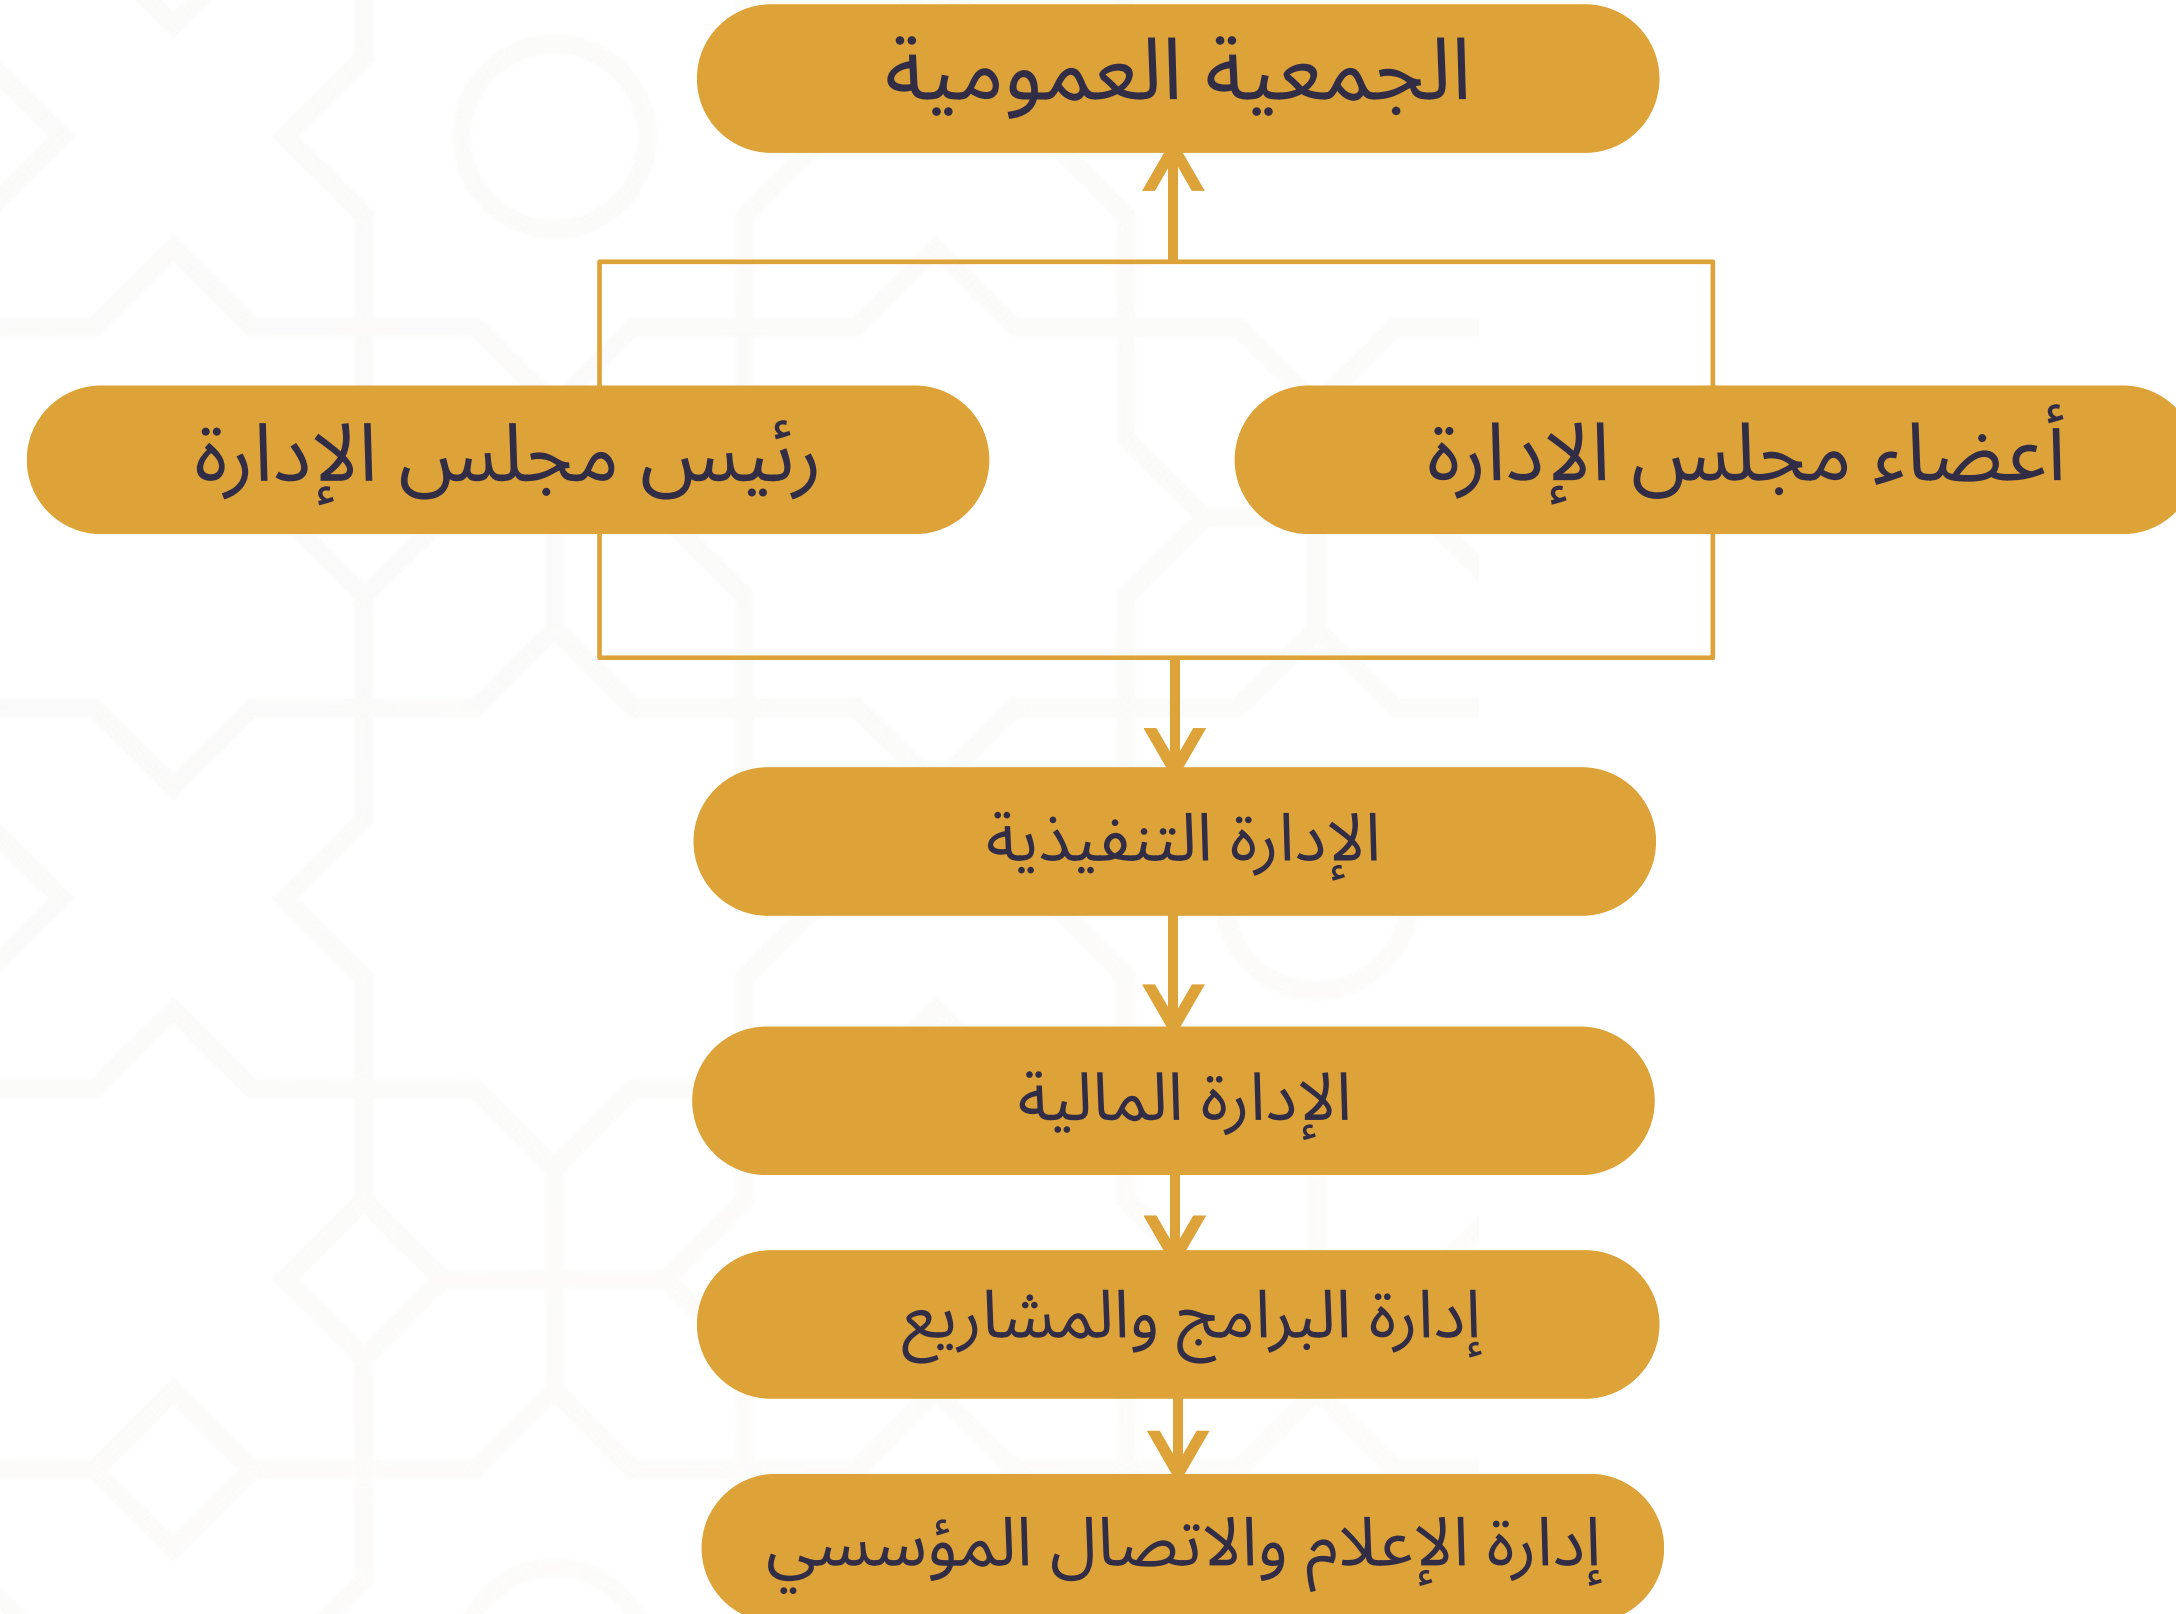 الجمعية العمومية
أعضاء مجلس الإدارة
رئيس مجلس الإدارة
الإدارة التنفيذية
الإدارة المالية
إدارة البرامج والمشاريع
إدارة الإعلام والاتصال المؤسسي